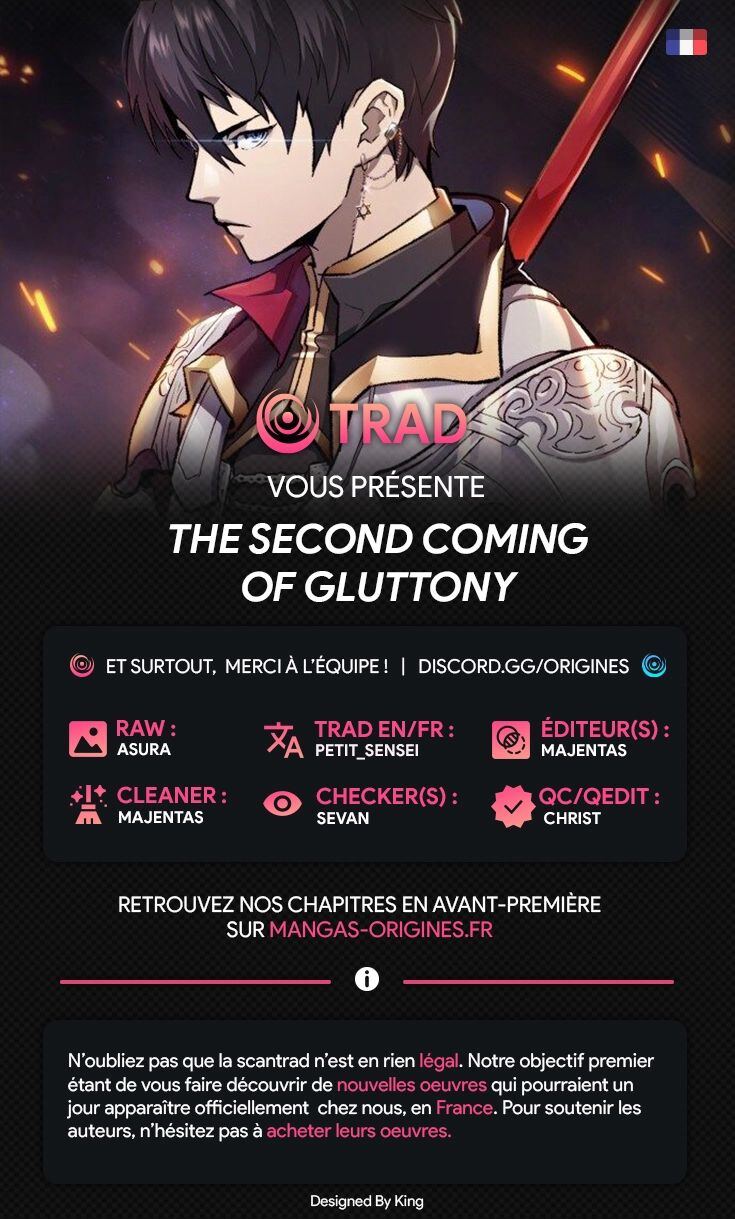 TRAD
VOUS PRÉSENTE
THE SECOND COMING
OF GLUTTONY
ET SURTOUT, MERCI À L'ÉQUIPE ! | DISCORD.GG/ORIGINES
RAW :
ASURA
TRAD EN/FR :
PETIT_SENSEI
ÉDITEUR(S) :
MAJENTAS
CLEANER :
MAJENTAS
CHECKER(S) :
SEVAN
QC/QEDIT :
CHRIST
RETROUVEZ NOS CHAPITRES EN AVANT-PREMIÈRE
SUR MANGAS-ORIGINES.FR
N'oubliez pas que la scantrad n'est en rien légal. Notre objectif premier
étant de vous faire découvrir de nouvelles oeuvres qui pourraient un
jour apparaître officiellement chez nous, en France. Pour soutenir les
auteurs, n'hésitez pas à acheter leurs oeuvres.
Designed By King